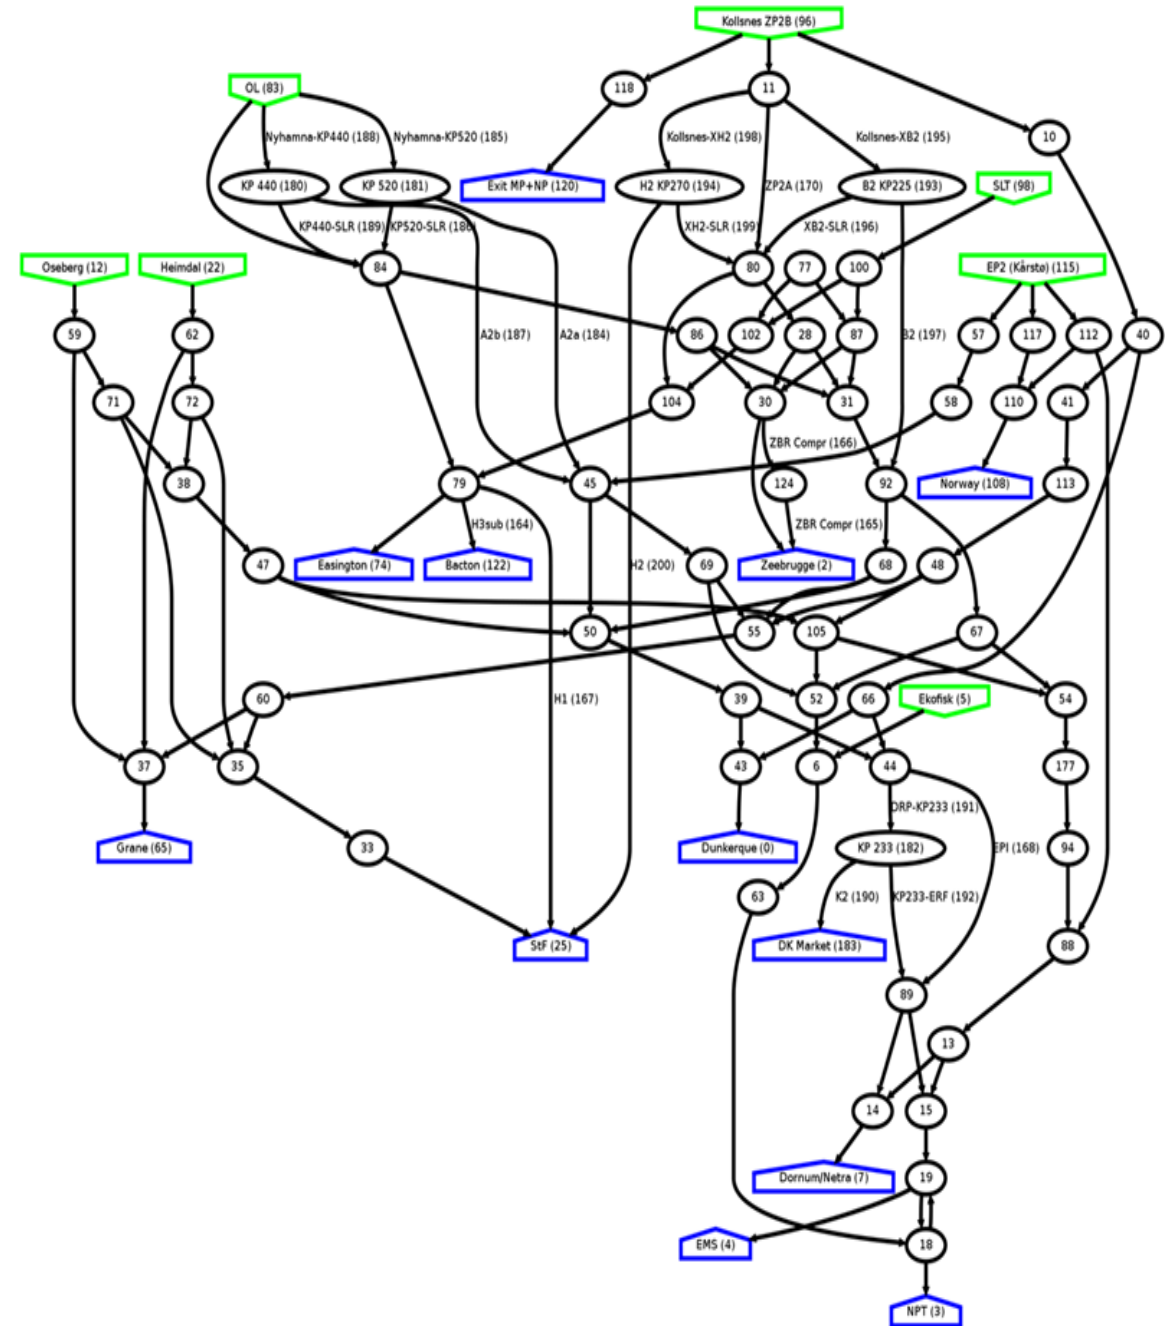 Kollsnes ZP2B (96)
OL (83)
118
11
10
Nyhamna-KP440 (188)
Nyhamna-KP520 (185)
Kollsnes-XH2 (198)
Kollsnes-XB2 (195)
KP 440 (180)
KP 520 (181)
Exit MP+NP (120)
H2 KP270 (194)
ZP2A (170)
B2 KP225 (193)
SLT (98)
KP440-SLR (189)
KP520-SLR (186)
XH2-SLR (199)
XB2-SLR (196)
Oseberg (12)
Heimdal (22)
84
80
77
100
EP2 (Kårstø) (115)
59
62
A2b (187)
A2a (184)
86
102
28
87
B2 (197)
57
117
112
40
71
72
104
30
31
58
110
41
ZBR Compr (166)
38
79
45
124
92
Norway (108)
113
H3sub (164)
ZBR Compr (165)
47
Easington (74)
Bacton (122)
H2 (200)
69
Zeebrugge (2)
68
48
50
55
105
67
60
H1 (167)
39
52
66
Ekofisk (5)
54
37
35
43
6
44
177
DRP-KP233 (191)
Grane (65)
33
Dunkerque (0)
KP 233 (182)
EPI (168)
94
63
K2 (190)
KP233-ERF (192)
StF (25)
DK Market (183)
88
89
13
14
15
Dornum/Netra (7)
19
EMS (4)
18
NPT (3)